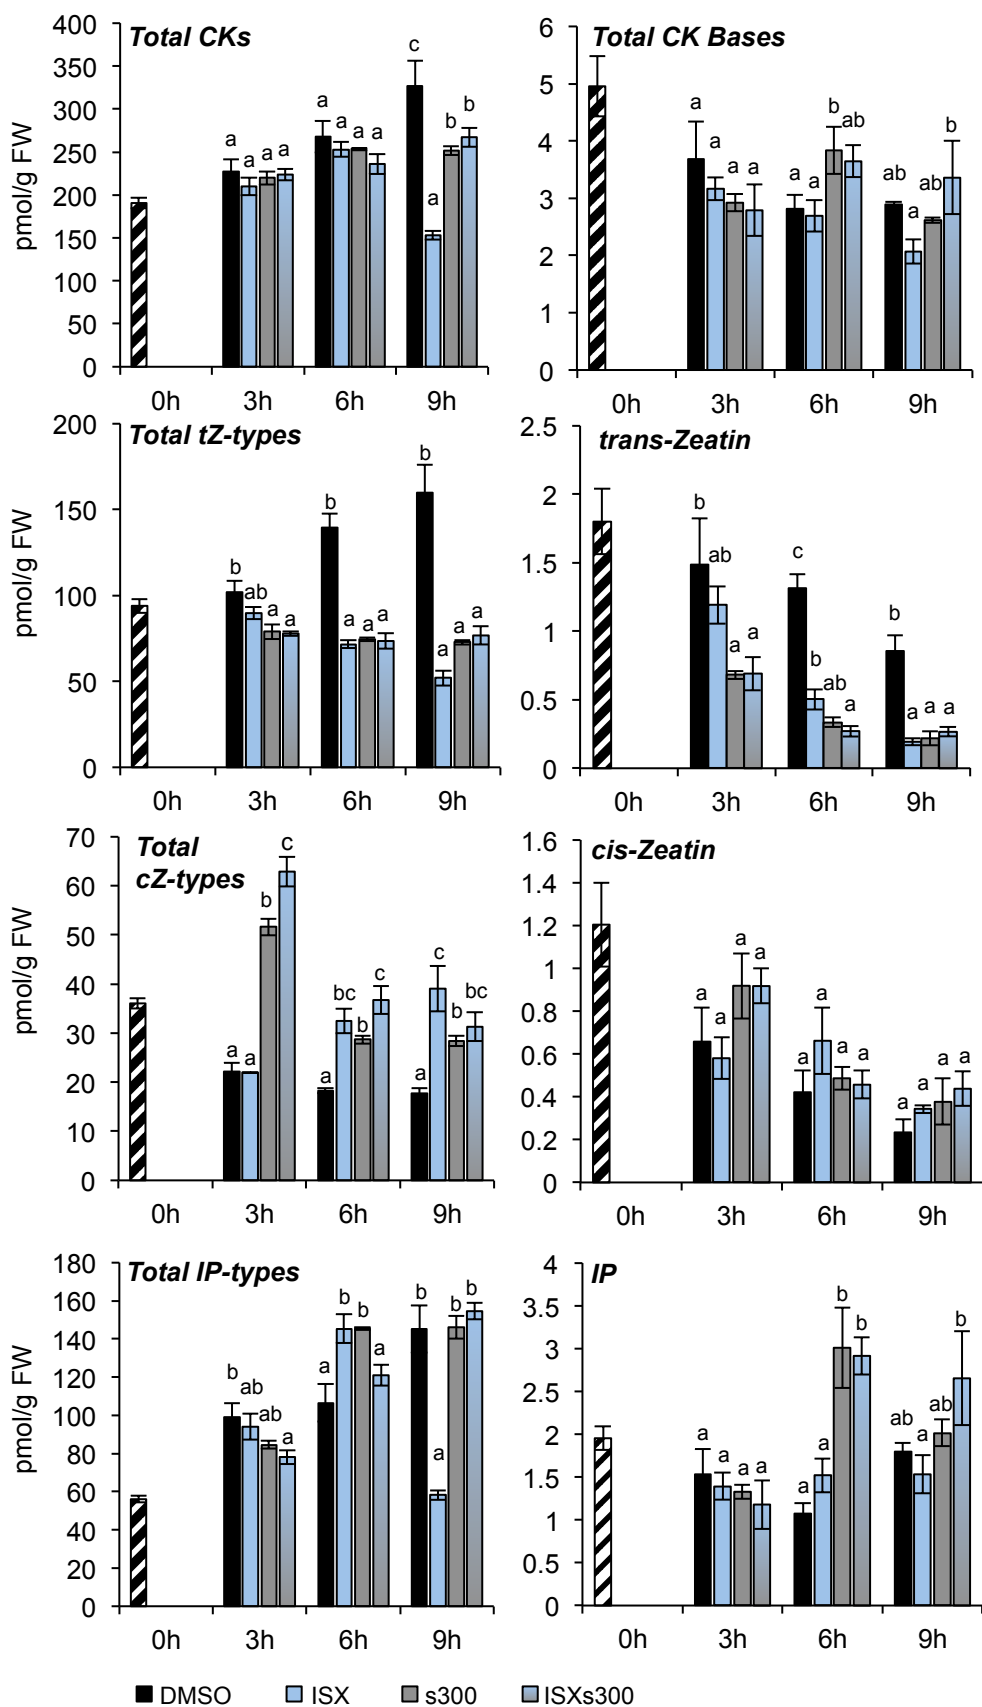 Total CKs
pmol/g FW
400
350
300
250
200
150
100
50
0
a a a a
a a a a
c a b b
0h 3h 6h 9h
Total CK Bases
6
5
4
3
2
1
0
a a a a
a a b ab
ab a ab b
0h 3h 6h 9h
Total tZ-types
pmol/g FW
200
150
100
50
0
b ab a a
b a a a
b a a a
0h 3h 6h 9h
trans-Zeatin
2.5
2
1.5
1
0.5
0
b ab a a
c b ab a
b a a a
0h 3h 6h 9h
Total
cZ-types
pmol/g FW
70
60
50
40
30
20
10
0
a a b c
a bc b c
a c b bc
0h 3h 6h 9h
cis-Zeatin
1.6
1.4
1.2
1
0.8
0.6
0.4
0.2
0
a a a a
a a a a
a a a a
0h 3h 6h 9h
Total IP-types
pmol/g FW
180
160
140
120
100
80
60
40
20
0
b ab ab a
a b b a
b a b b
0h 3h 6h 9h
IP
4
3.5
3
2.5
2
1.5
1
0.5
0
a a a a
a a b b
ab a ab b
0h 3h 6h 9h
DMSO ISX s300 ISXs300